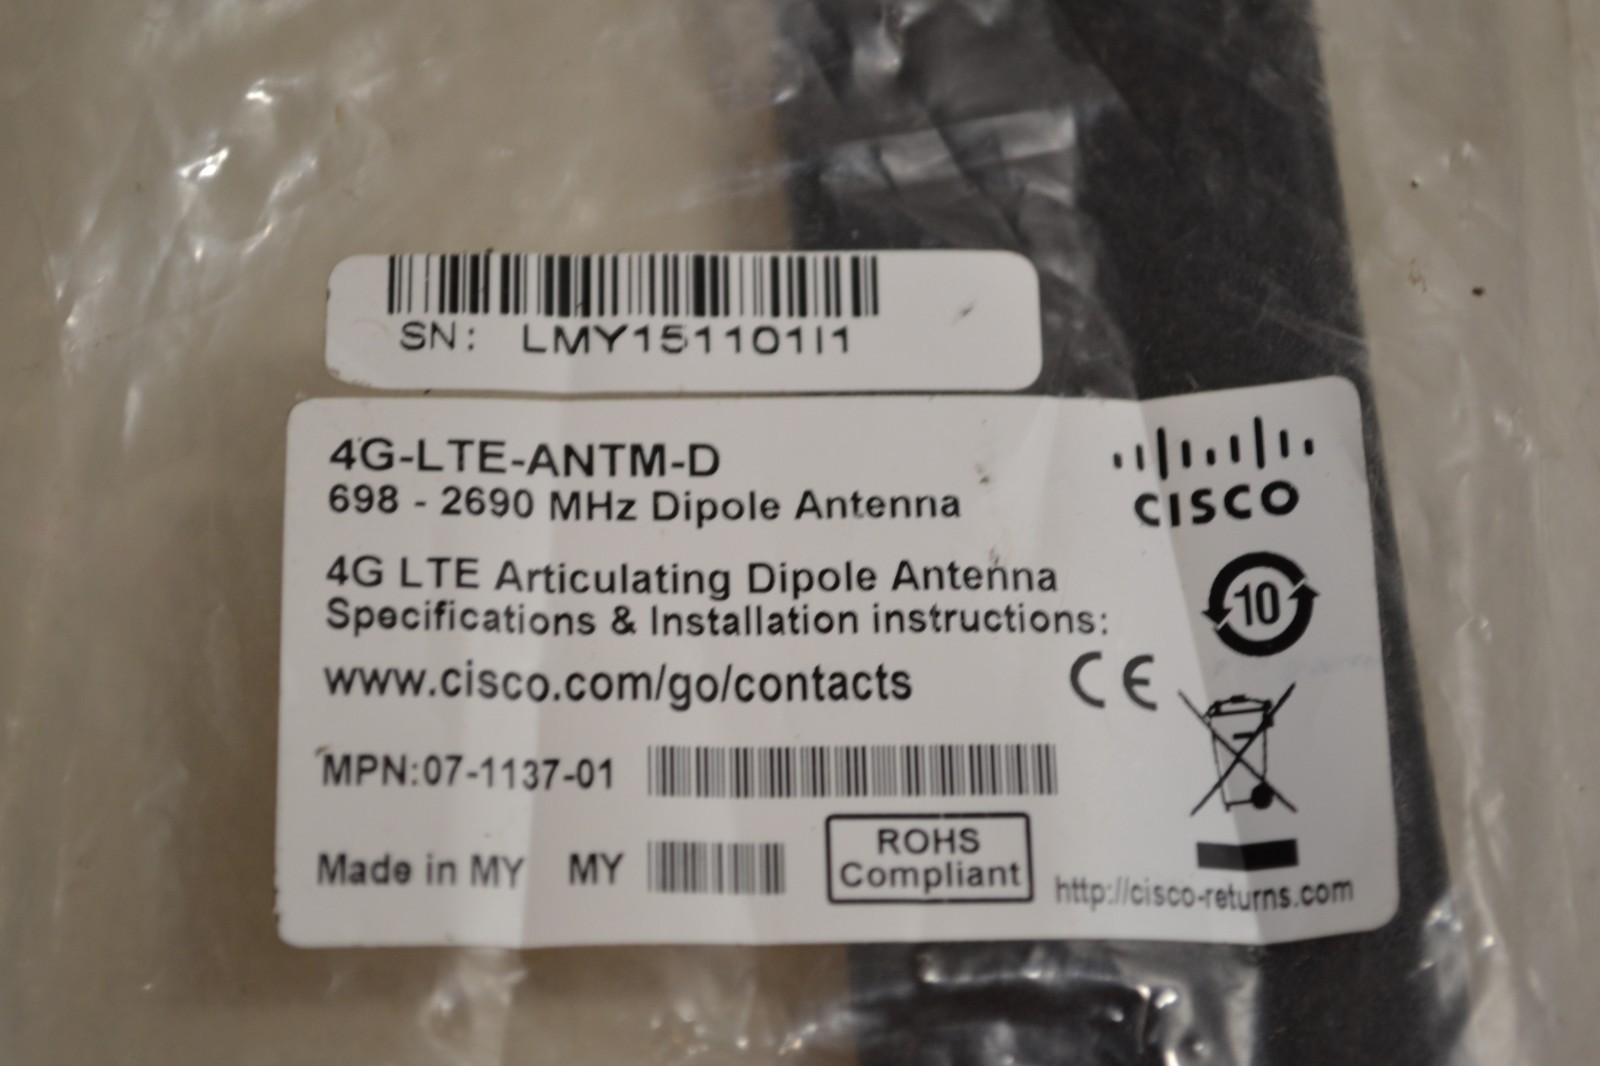 SN: LMY151101I1
4G-LTE-ANTM-D
698 - 2690 MHz Dipole Antenna
CISCO
4G LTE Articulating Dipole Antenna
Specifications & Installation instructions:
10
www.cisco.com/go/contacts
CE
MPN:07-1137-01
Made in MY MY
ROHS
Compliant
http://cisco-returns.com